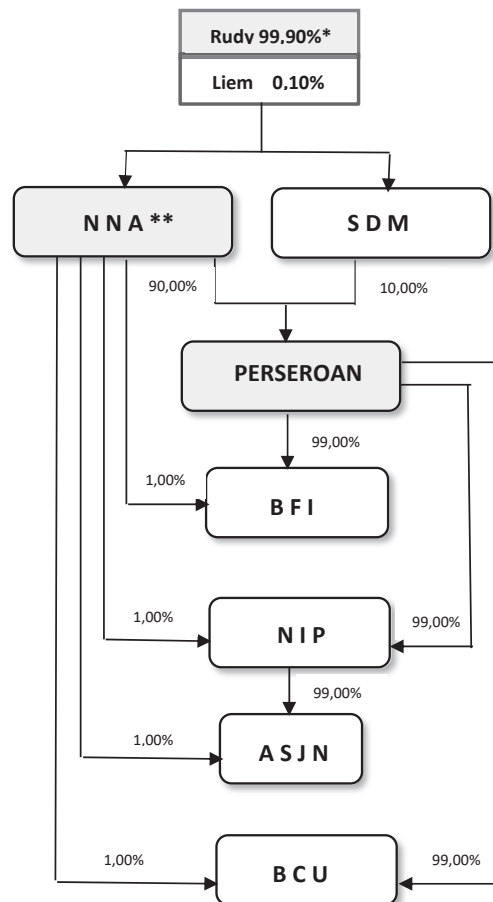 Rudy 99,90%*
Liem 0,10%
N N A **
S D M
90,00%
10,00%
PERSEROAN
99,00%
1,00%
B F I
1,00%
N I P
99,00%
99,00%
1,00%
A S J N
1,00%
B C U
99,00%